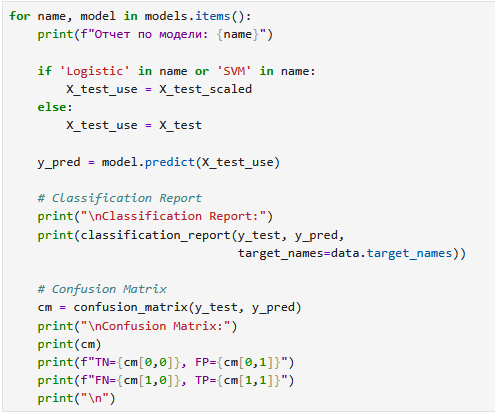 for name, model in models.items():
    print(f"Отчет по модели: {name}")

    if 'Logistic' in name or 'SVM' in name:
        X_test_use = X_test_scaled
    else:
        X_test_use = X_test

    y_pred = model.predict(X_test_use)

    # Classification Report
    print("\nClassification Report:")
    print(classification_report(y_test, y_pred,
                                target_names=data.target_names))

    # Confusion Matrix
    cm = confusion_matrix(y_test, y_pred)
    print("\nConfusion Matrix:")
    print(cm)
    print(f"TN={cm[0,0]}, FP={cm[0,1]}")
    print(f"FN={cm[1,0]}, TP={cm[1,1]}")
    print("\n")